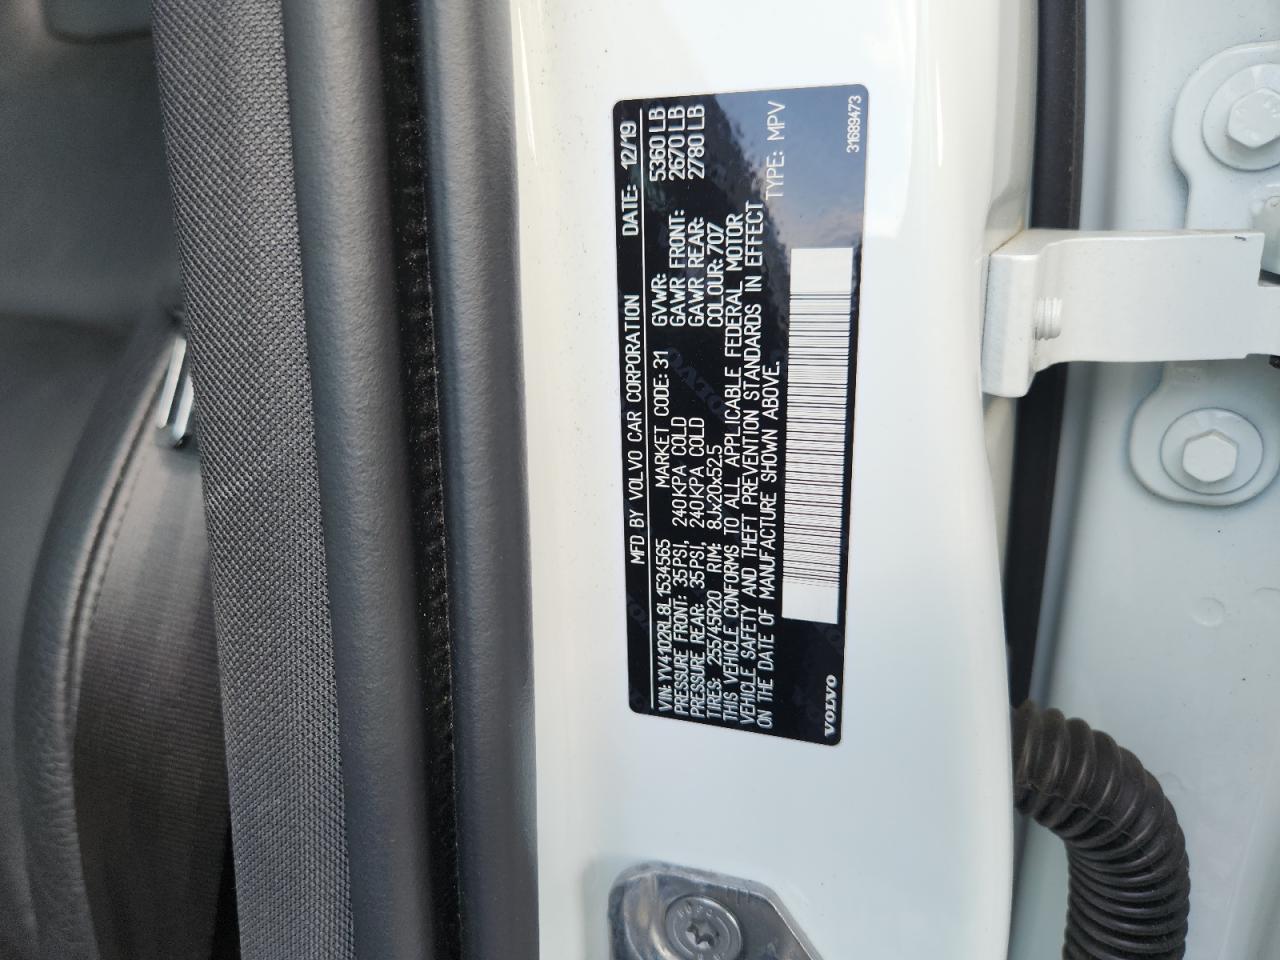 MFD BY VOLVO CAR CORPORATION DATE: 12/19
VIN: YV4102RL8L1534565 MARKET CODE: 31 GVWR: 5360 LB
PRESSURE FRONT: 35PSI, 240KPA COLD GAWR FRONT: 2670 LB
PRESSURE REAR: 35PSI, 240KPA COLD GAWR REAR: 2780 LB
TIRES: 255/45R20 RIM: 8Jx20x52.5 COLOUR: 707
THIS VEHICLE CONFORMS TO ALL APPLICABLE FEDERAL MOTOR
VEHICLE SAFETY AND THEFT PREVENTION STANDARDS IN EFFECT
ON THE DATE OF MANUFACTURE SHOWN ABOVE. TYPE: MPV
VOLVO 31689473